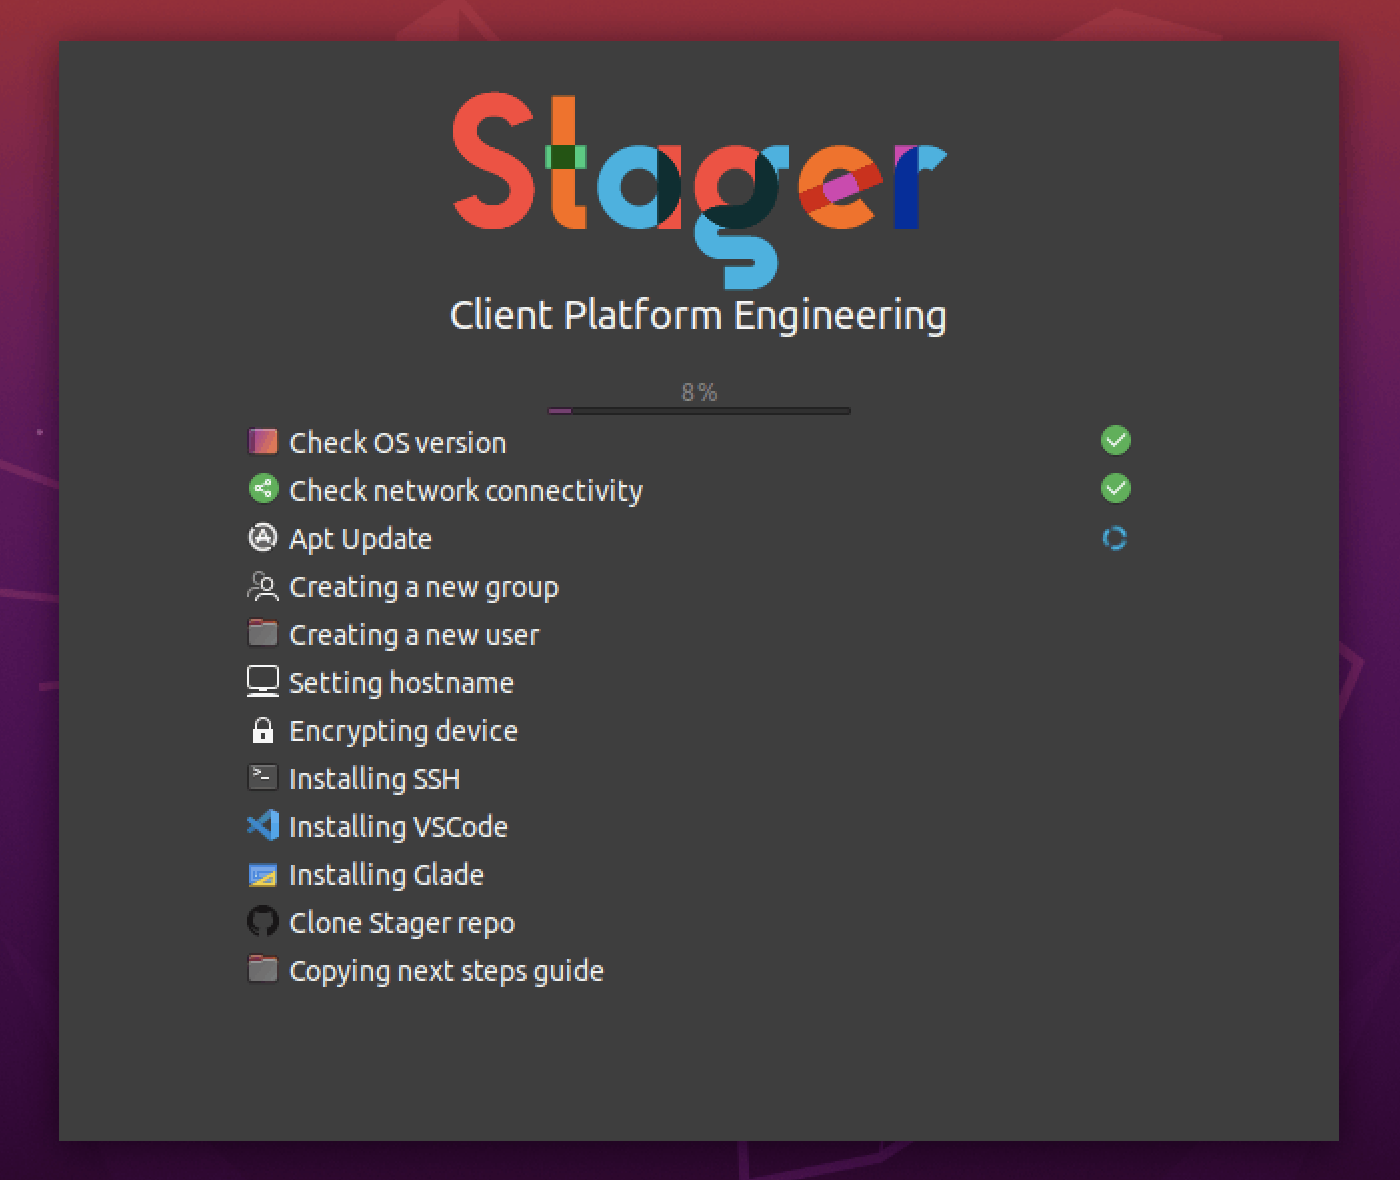 Stager
Client Platform Engineering
8%
Check OS version
Check network connectivity
Apt Update
Creating a new group
Creating a new user
Setting hostname
Encrypting device
Installing SSH
Installing VSCode
Installing Glade
Clone Stager repo
Copying next steps guide